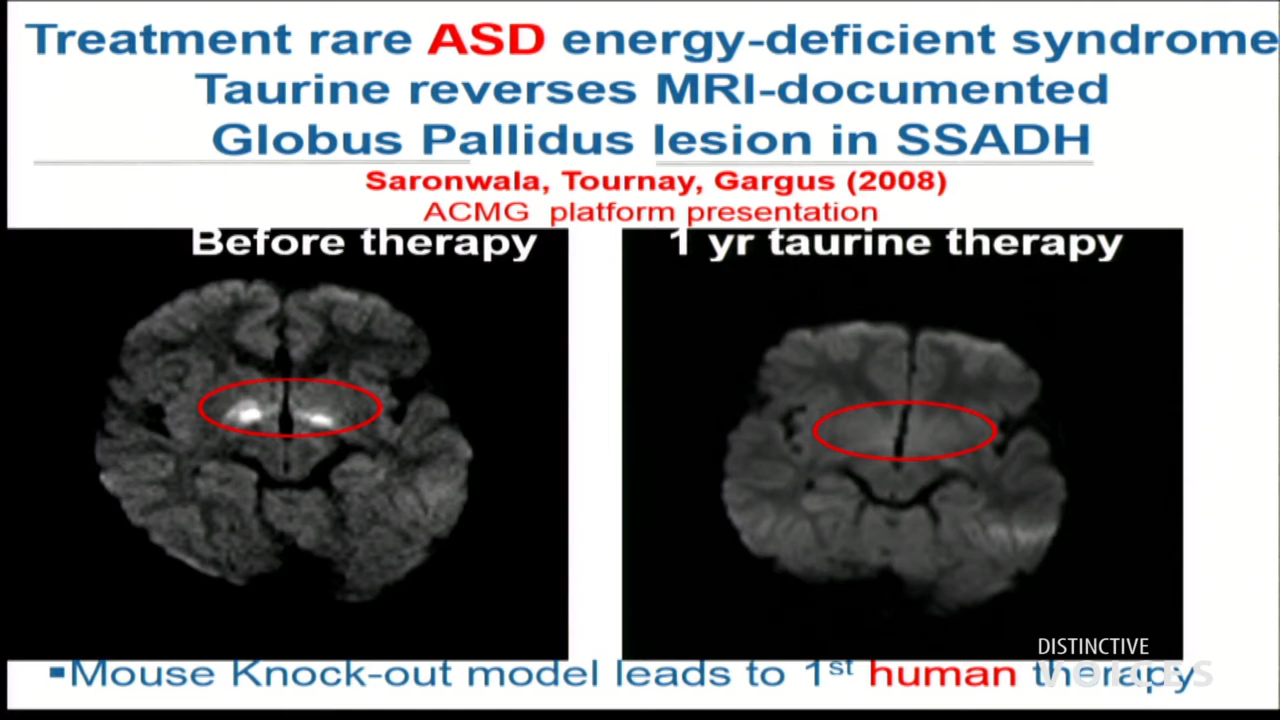 Treatment rare ASD energy-deficient syndrome
Taurine reverses MRI-documented
Globus Pallidus lesion in SSADH
Saronwala, Tournay, Gargus (2008)
ACMG platform presentation
Before therapy
1 yr taurine therapy
▪Mouse Knock-out model leads to 1st human therapy
DISTINCTIVE
VOICES